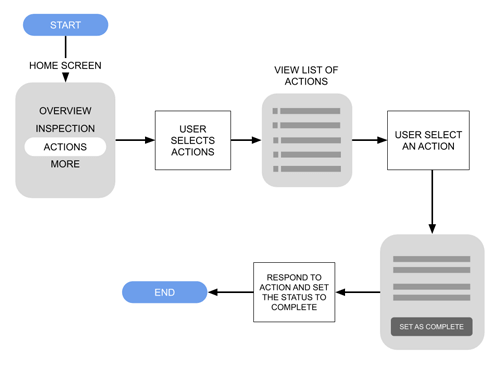 START
HOME SCREEN
OVERVIEW
INSPECTION
ACTIONS
MORE
USER
SELECTS
ACTIONS
VIEW LIST OF
ACTIONS
USER SELECT
AN ACTION
SET AS COMPLETE
RESPOND TO
ACTION AND SET
THE STATUS TO
COMPLETE
END